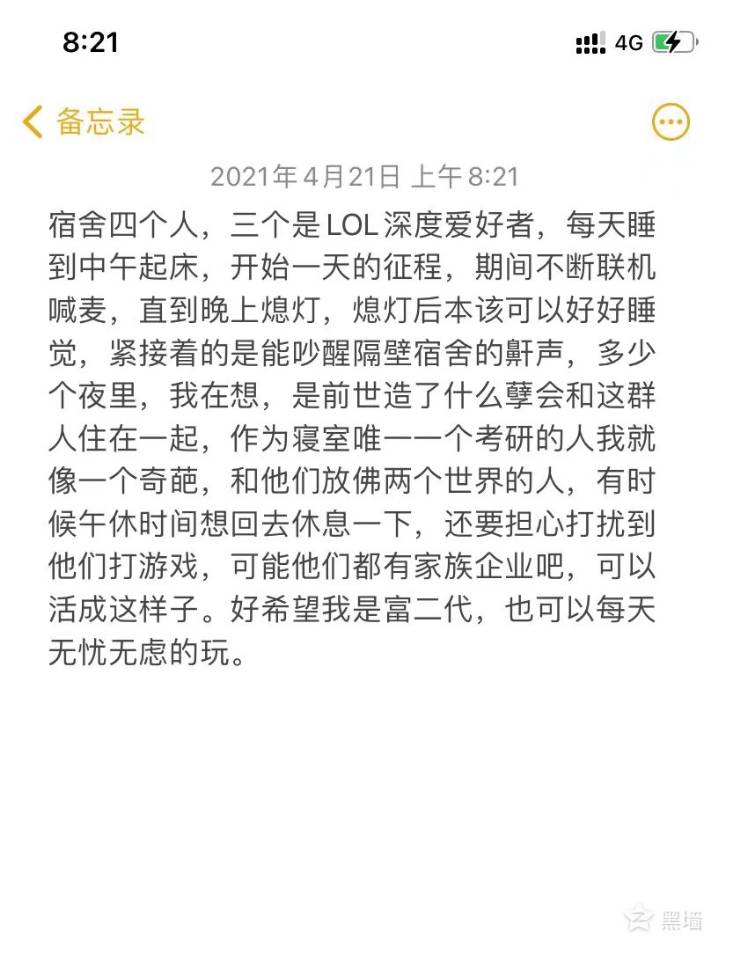 8:21
4G
备忘录
2021年4月21日 上午8:21
宿舍四个人，三个是LOL深度爱好者，每天睡
到中午起床，开始一天的征程，期间不断联机
喊麦，直到晚上熄灯，熄灯后本该可以好好睡
觉，紧接着的是能吵醒隔壁宿舍的鼾声，多少
个夜里，我在想，是前世造了什么孽会和这群
人住在一起，作为寝室唯一一个考研的人我就
像一个奇葩，和他们放佛两个世界的人，有时
候午休时间想回去休息一下，还要担心打扰到
他们打游戏，可能他们都有家族企业吧，可以
活成这样子。好希望我是富二代，也可以每天
无忧无虑的玩。
黑墙